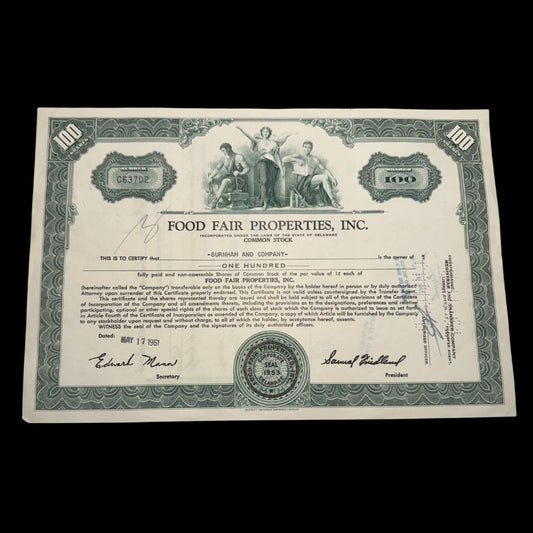 100
SHARES
100
SHARES
NUMBER
C63702
SHARES
100
FOOD FAIR PROPERTIES, INC.
INCORPORATED UNDER THE LAWS OF THE STATE OF DELAWARE
COMMON STOCK
THIS IS TO CERTIFY that -BURNHAM AND COMPANY- is the owner of
ONE HUNDRED
fully paid and non-assessable Shares of Common Stock of the par value of 1¢ each of
FOOD FAIR PROPERTIES, INC.
(hereinafter called the "Company") transferable only on the books of the Company by the holder hereof in person or by duly authorized
Attorney upon surrender of this Certificate properly endorsed. This Certificate is not valid unless countersigned by the Transfer Agent.
This certificate and the shares represented thereby are issued and shall be held subject to all of the provisions of the Certificate
of Incorporation of the Company and all amendments thereto, including the provisions as to the designations, preferences and relative
participating, optional or other special rights of the shares of each class of stock which the Company is authorized to issue as set forth
in Article Fourth of the Certificate of Incorporation as amended of the Company, a copy of which Article will be furnished by the Company
to any stockholder upon request and without charge, to all of which the holder, by acceptance hereof, assents.
WITNESS the seal of the Company and the signatures of its duly authorized officers.
Dated: MAY 17 1961
Edward Mann
Secretary
SEAL
1953
Samuel Friedland
President